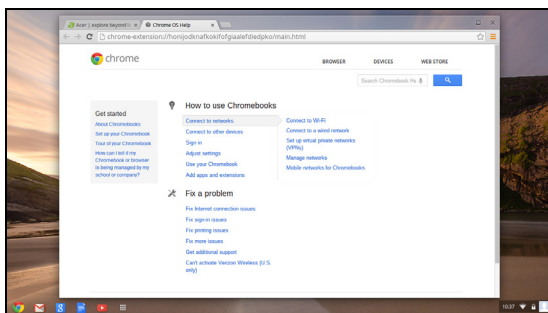 Acer | explore beyond l
Chrome OS Help
chrome-extension://honijodknafkokifofgiaalefdledpko/main.html
chrome
BROWSER DEVICES WEB STORE
Search Chromebook He
Get started
About Chromebooks
Set up your Chromebook
Tour of your Chromebook
How can I tell if my
Chromebook or browser
is being managed by my
school or company?
How to use Chromebooks
Connect to networks
Connect to other devices
Sign in
Adjust settings
Use your Chromebook
Add apps and extensions
Connect to Wi-Fi
Connect to a wired network
Set up virtual private networks
(VPNs)
Manage networks
Mobile networks for Chromebooks
Fix a problem
Fix Internet connection issues
Fix sign-in issues
Fix printing issues
Fix more issues
Get additional support
Can't activate Verizon Wireless (U.S.
only)
8
10:37